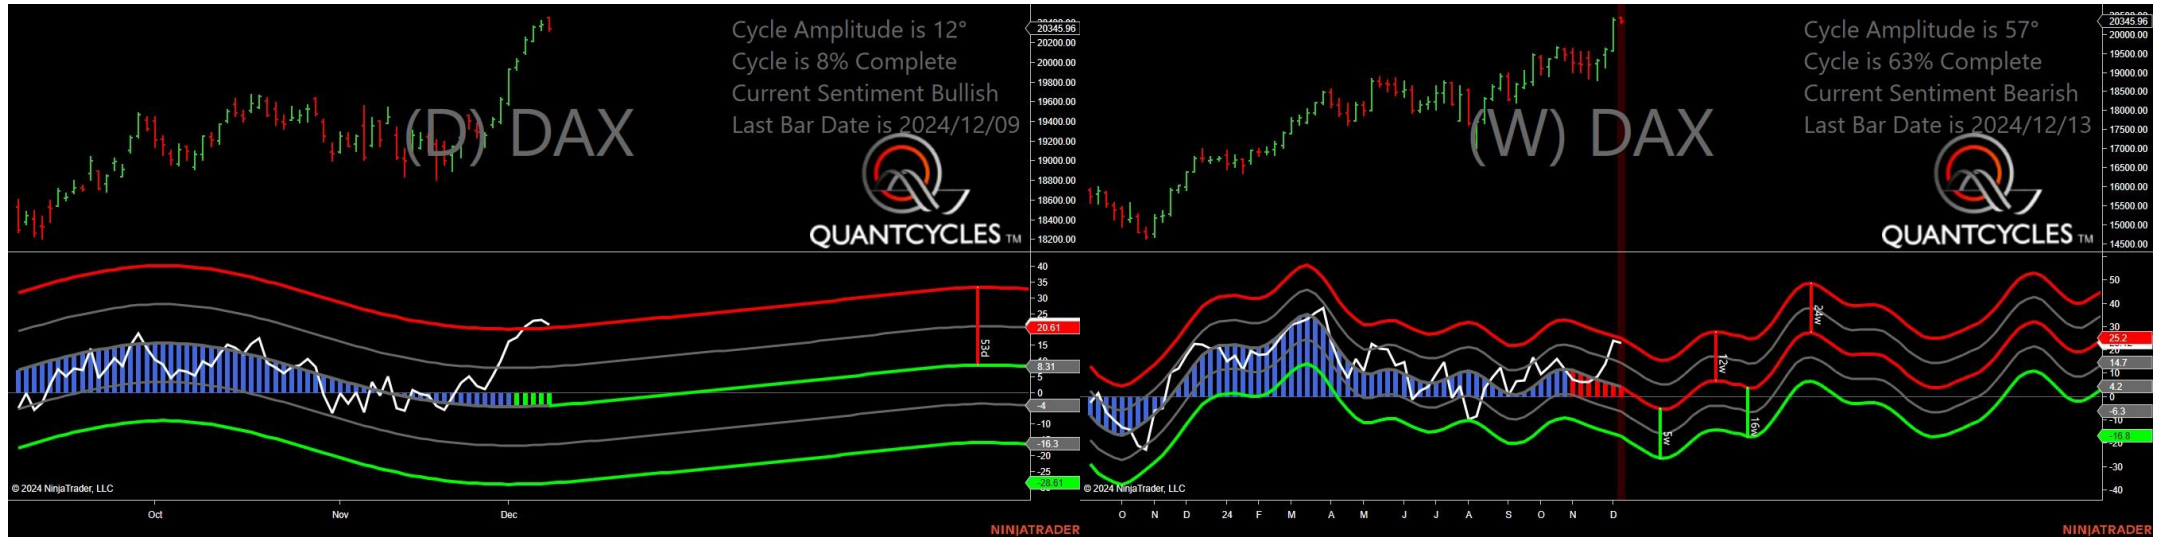 Cycle Amplitude is 12°
Cycle is 8% Complete
Current Sentiment Bullish
Last Bar Date is 2024/12/09
(D) DAX
QUANTCYCLES TM
20345.96
20200.00
20000.00
19800.00
19600.00
19400.00
19200.00
19000.00
18800.00
18600.00
18400.00
18200.00
40
35
30
25
20.61
15
8.31
5
0
-4
-10
-16.3
-20
-25
-28.61
53d
© 2024 NinjaTrader, LLC
Oct Nov Dec
NINJATRADER
Cycle Amplitude is 57°
Cycle is 63% Complete
Current Sentiment Bearish
Last Bar Date is 2024/12/13
(W) DAX
QUANTCYCLES TM
20345.96
20000.00
19500.00
19000.00
18500.00
18000.00
17500.00
17000.00
16500.00
16000.00
15500.00
15000.00
14500.00
50
40
30
25.2
20
14.7
10
4.2
0
-6.3
-10
-16.8
-20
-30
-40
5w
12w
16w
24w
© 2024 NinjaTrader, LLC
O N D 24 F M A M J J A S O N D
NINJATRADER